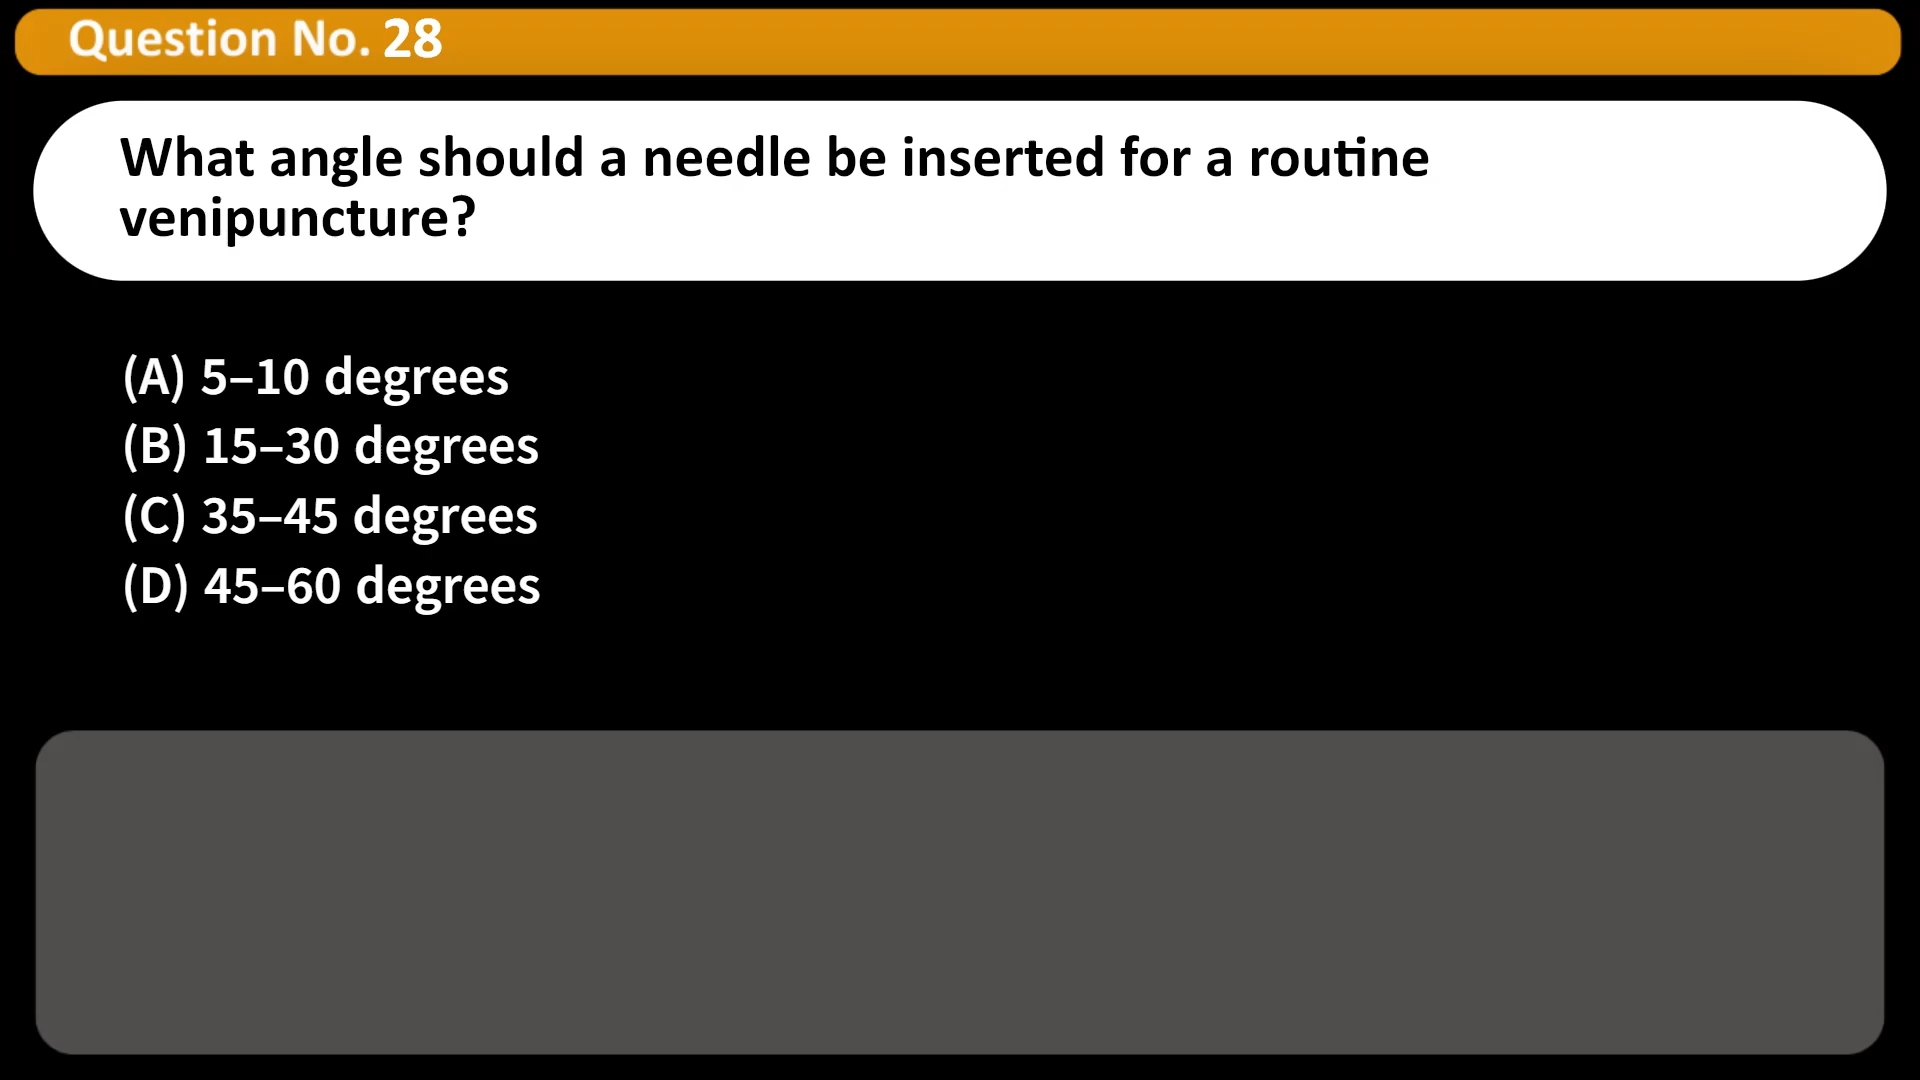 Question No. 28
What angle should a needle be inserted for a routine
venipuncture?
(A) 5–10 degrees
(B) 15–30 degrees
(C) 35–45 degrees
(D) 45–60 degrees